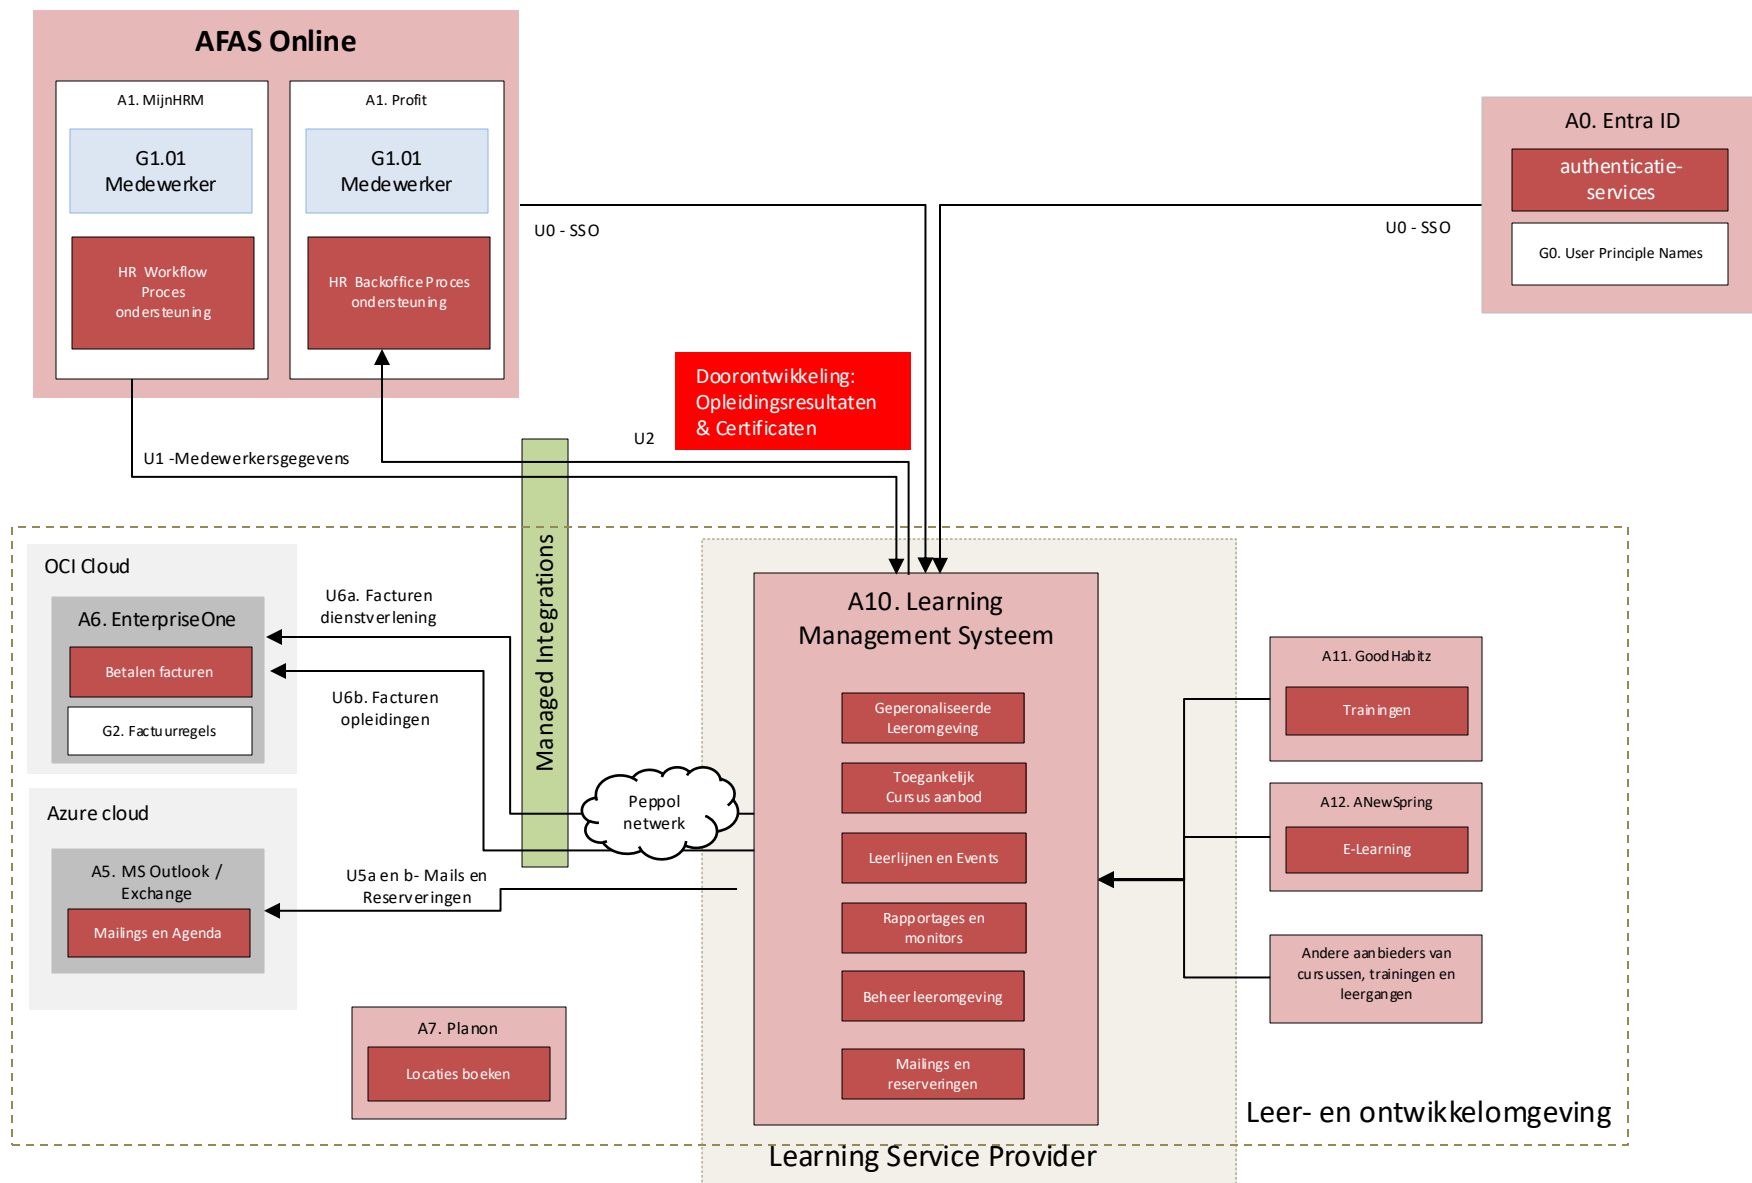 AFAS Online
A1. MijnHRM
G1.01
Medewerker
HR Workflow
Proces
ondersteuning
A1. Profit
G1.01
Medewerker
HR Backoffice Proces
ondersteuning
A0. Entra ID
authenticatie-
services
G0. User Principle Names
U0 - SSO
U0 - SSO
Doorontwikkeling:
Opleidingsresultaten
& Certificaten
U2
U1 -Medewerkersgegevens
Managed Integrations
OCI Cloud
A6. EnterpriseOne
Betalen facturen
G2. Factuurregels
U6a. Facturen
dienstverlening
U6b. Facturen
opleidingen
Peppol
netwerk
Azure cloud
A5. MS Outlook /
Exchange
Mailings en Agenda
U5a en b- Mails en
Reserveringen
A7. Planon
Locaties boeken
A10. Learning
Management Systeem
Geperonaliseerde
Leeromgeving
Toegankelijk
Cursus aanbod
Leerlijnen en Events
Rapportages en
monitors
Beheer leeromgeving
Mailings en
reserveringen
A11. GoodHabitz
Trainingen
A12. ANewSpring
E-Learning
Andere aanbieders van
cursussen, trainingen en
leergangen
Leer- en ontwikkelomgeving
Learning Service Provider